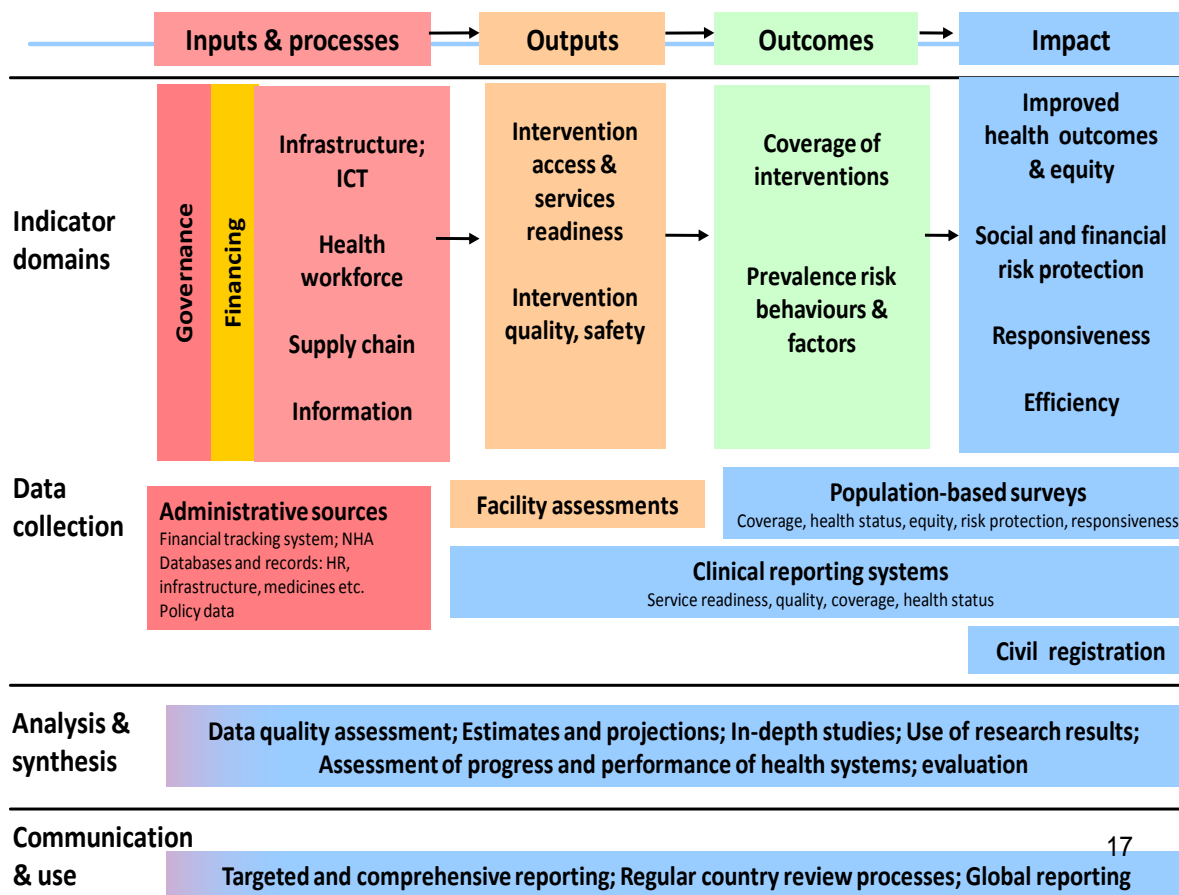 Inputs & processes
Outputs
Outcomes
Impact
Indicator
domains
Governance
Financing
Infrastructure;
ICT
Health
workforce
Supply chain
Information
Intervention
access &
services
readiness
Intervention
quality, safety
Coverage of
interventions
Prevalence risk
behaviours &
factors
Improved
health outcomes
& equity
Social and financial
risk protection
Responsiveness
Efficiency
Data
collection
Administrative sources
Financial tracking system; NHA
Databases and records: HR,
infrastructure, medicines etc.
Policy data
Facility assessments
Population-based surveys
Coverage, health status, equity, risk protection, responsiveness
Clinical reporting systems
Service readiness, quality, coverage, health status
Civil registration
Analysis &
synthesis
Data quality assessment; Estimates and projections; In-depth studies; Use of research results;
Assessment of progress and performance of health systems; evaluation
Communication
& use
17
Targeted and comprehensive reporting; Regular country review processes; Global reporting